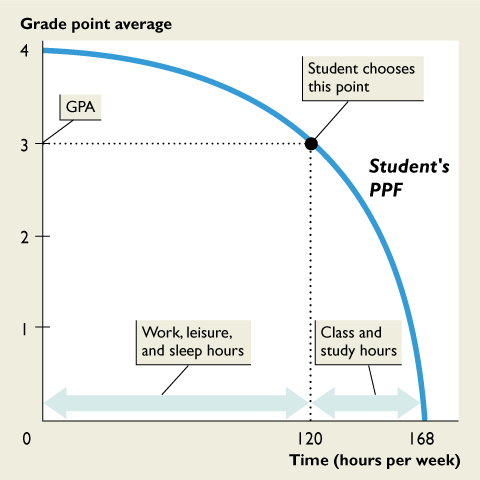 Grade point average
4
Student chooses
this point
GPA
3
Student's
PPF
2
1
Work, leisure,
and sleep hours
Class and
study hours
0
120
168
Time (hours per week)